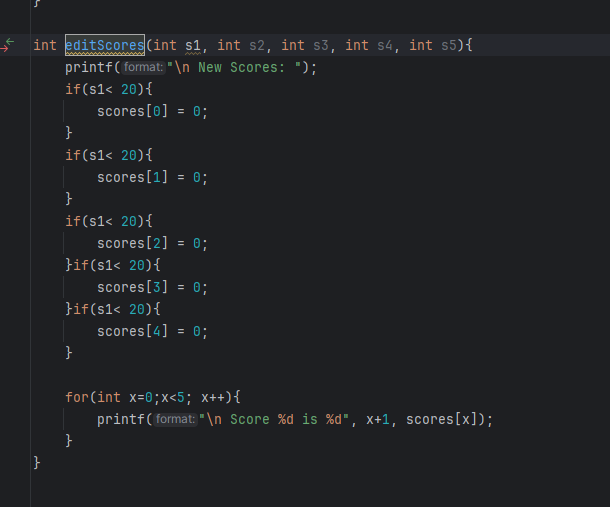 }
int editScores(int s1, int s2, int s3, int s4, int s5){
printf( format: "\n New Scores: ");
if(s1< 20){
scores[0] = 0;
}
if(s1< 20){
scores[1] = 0;
}
if(s1< 20){
scores[2] = 0;
}if(s1< 20){
scores[3] = 0;
}if(s1< 20){
scores[4] = 0;
}
for(int x=0;x<5; x++){
printf( format: "\n Score %d is %d", x+1, scores[x]);
}
}